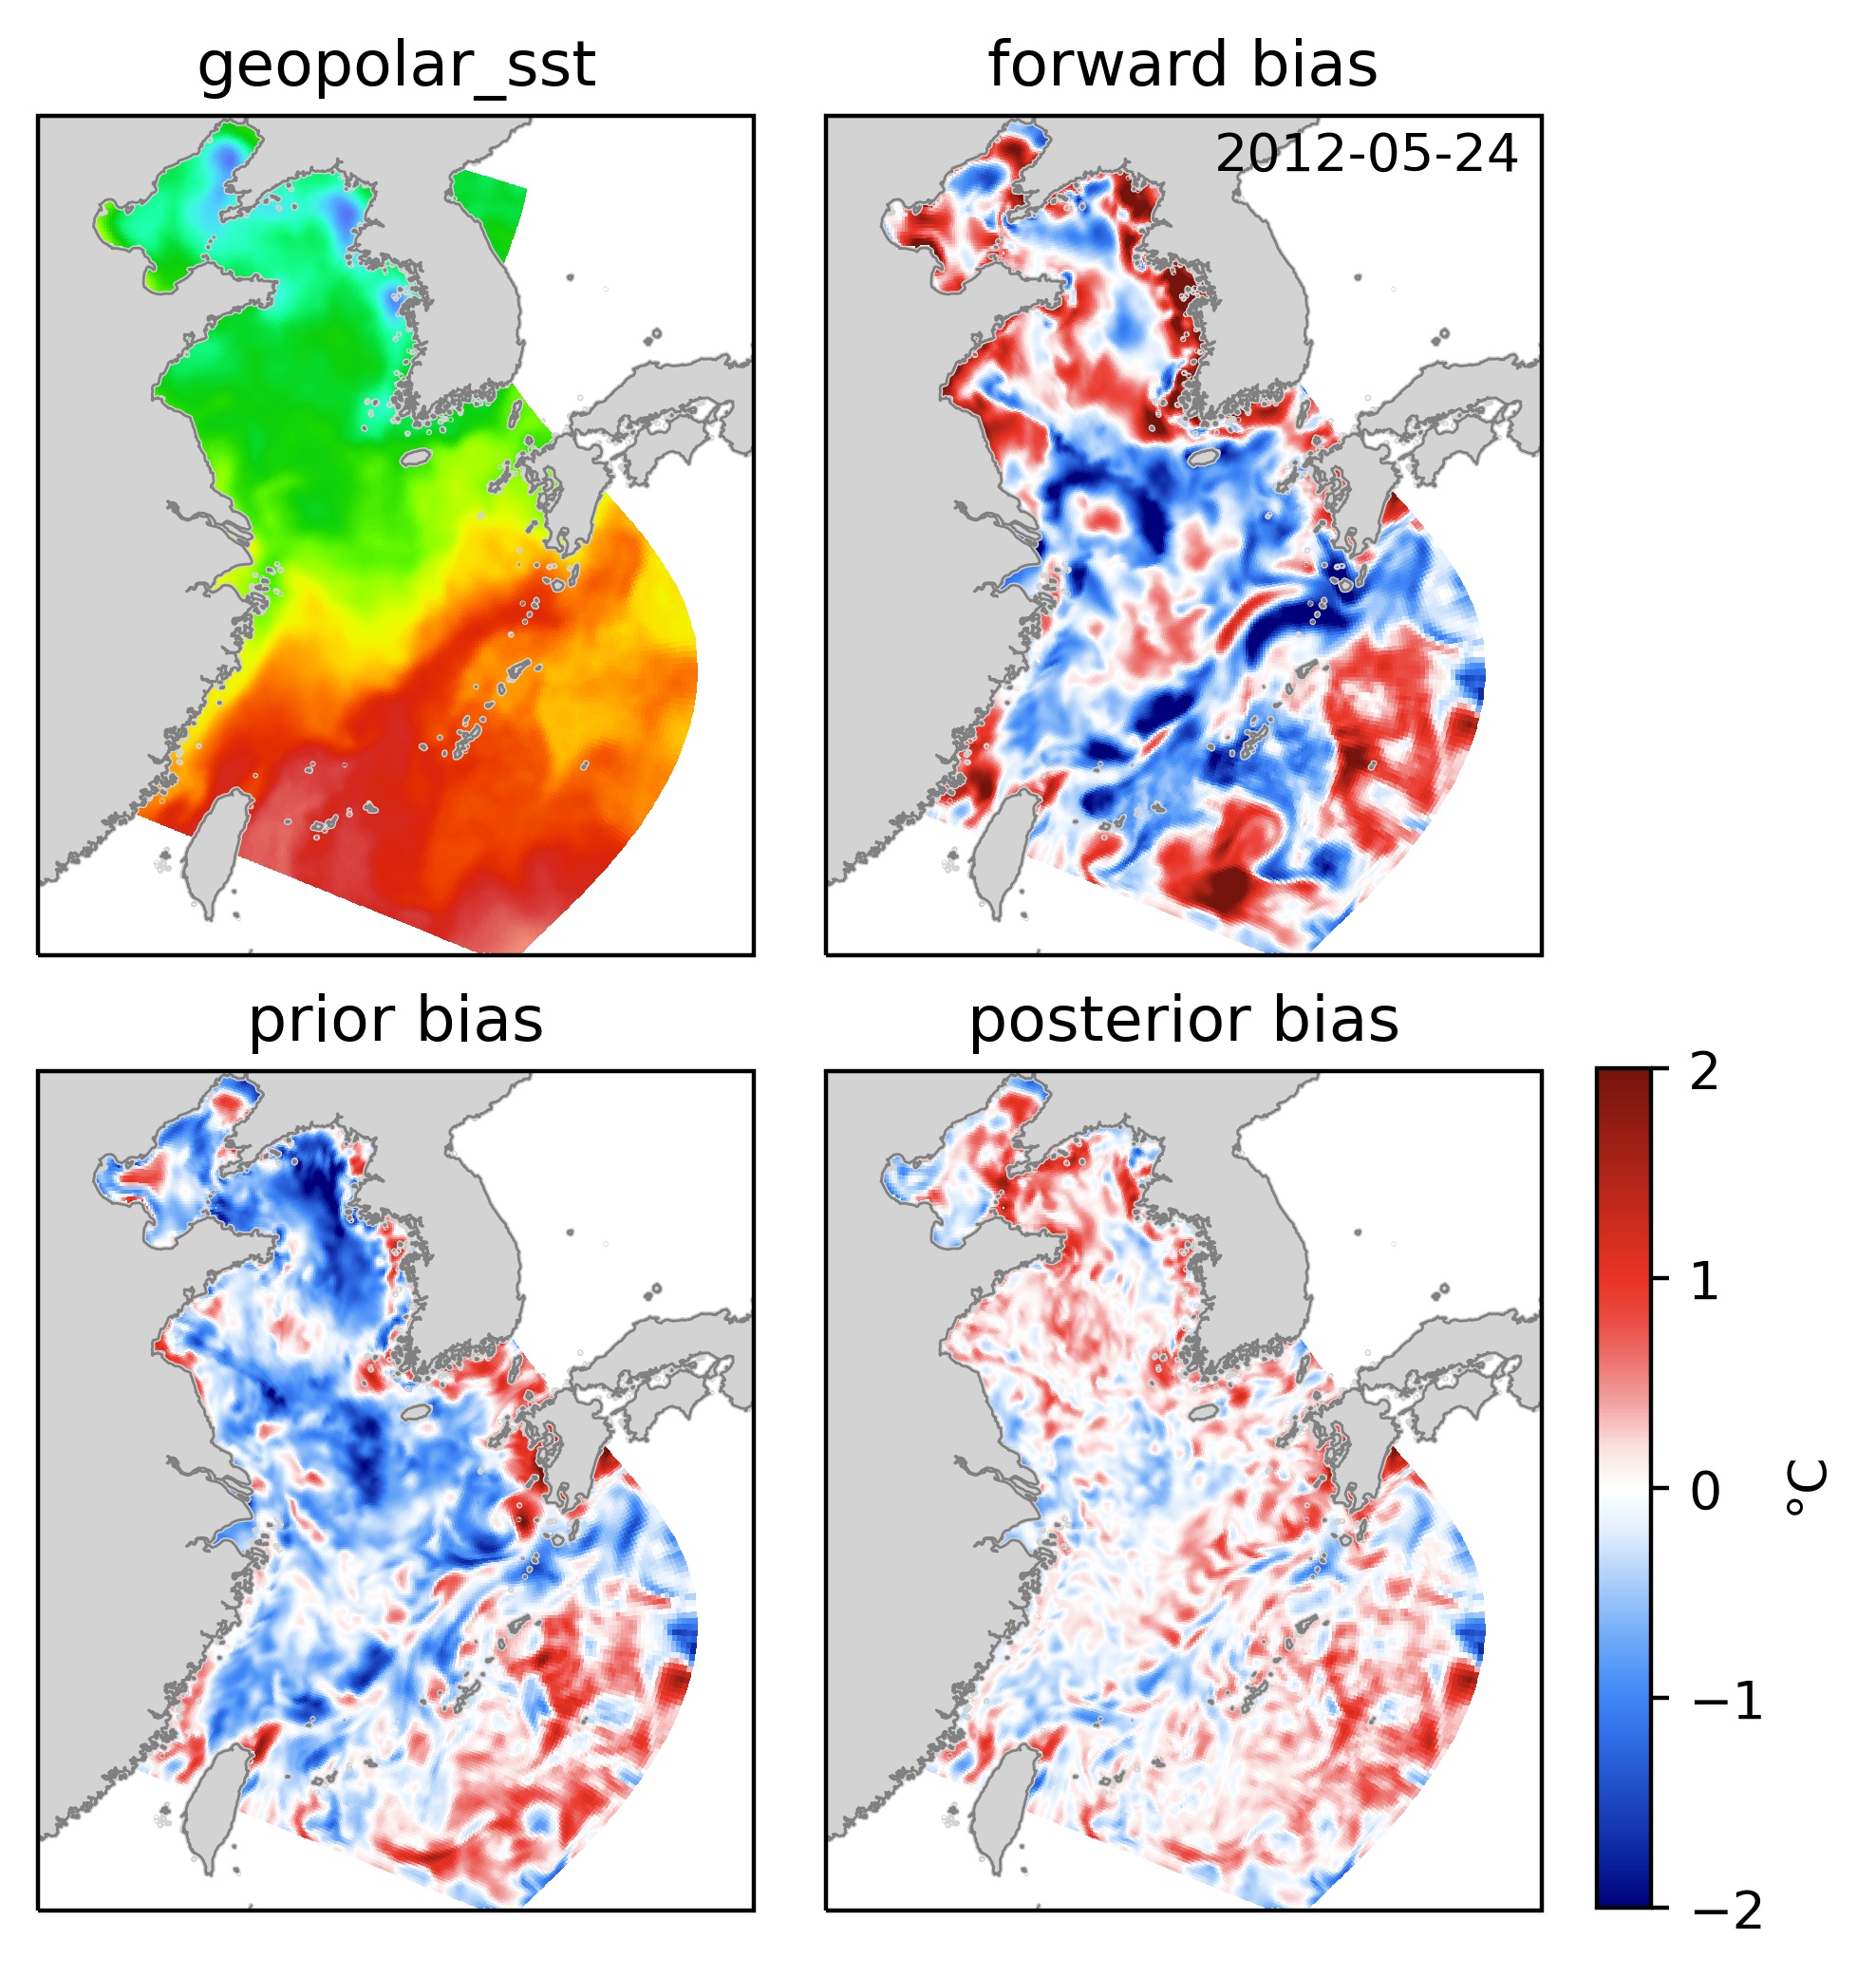 geopolar_sst
forward bias
2012-05-24
prior bias
posterior bias
2
1
0
−1
−2
°C